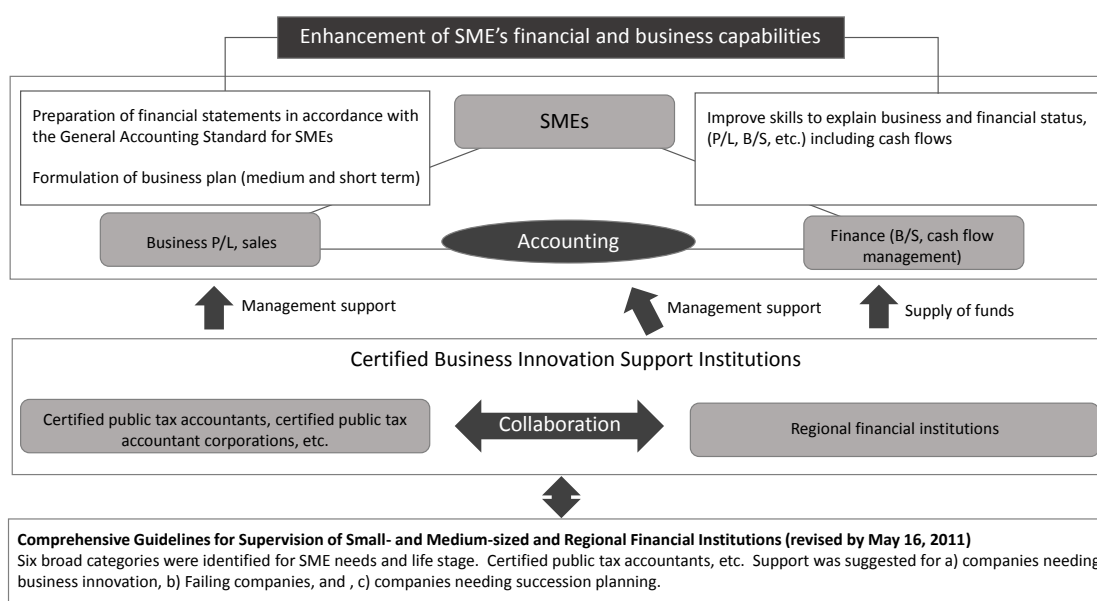 Enhancement of SME's financial and business capabilities
Preparation of financial statements in accordance with
the General Accounting Standard for SMEs
Formulation of business plan (medium and short term)
SMEs
Improve skills to explain business and financial status,
(P/L, B/S, etc.) including cash flows
Business P/L, sales
Accounting
Finance (B/S, cash flow
management)
Management support
Management support
Supply of funds
Certified Business Innovation Support Institutions
Certified public tax accountants, certified public tax
accountant corporations, etc.
Collaboration
Regional financial institutions
Comprehensive Guidelines for Supervision of Small- and Medium-sized and Regional Financial Institutions (revised by May 16, 2011)
Six broad categories were identified for SME needs and life stage. Certified public tax accountants, etc. Support was suggested for a) companies needing
business innovation, b) Failing companies, and , c) companies needing succession planning.